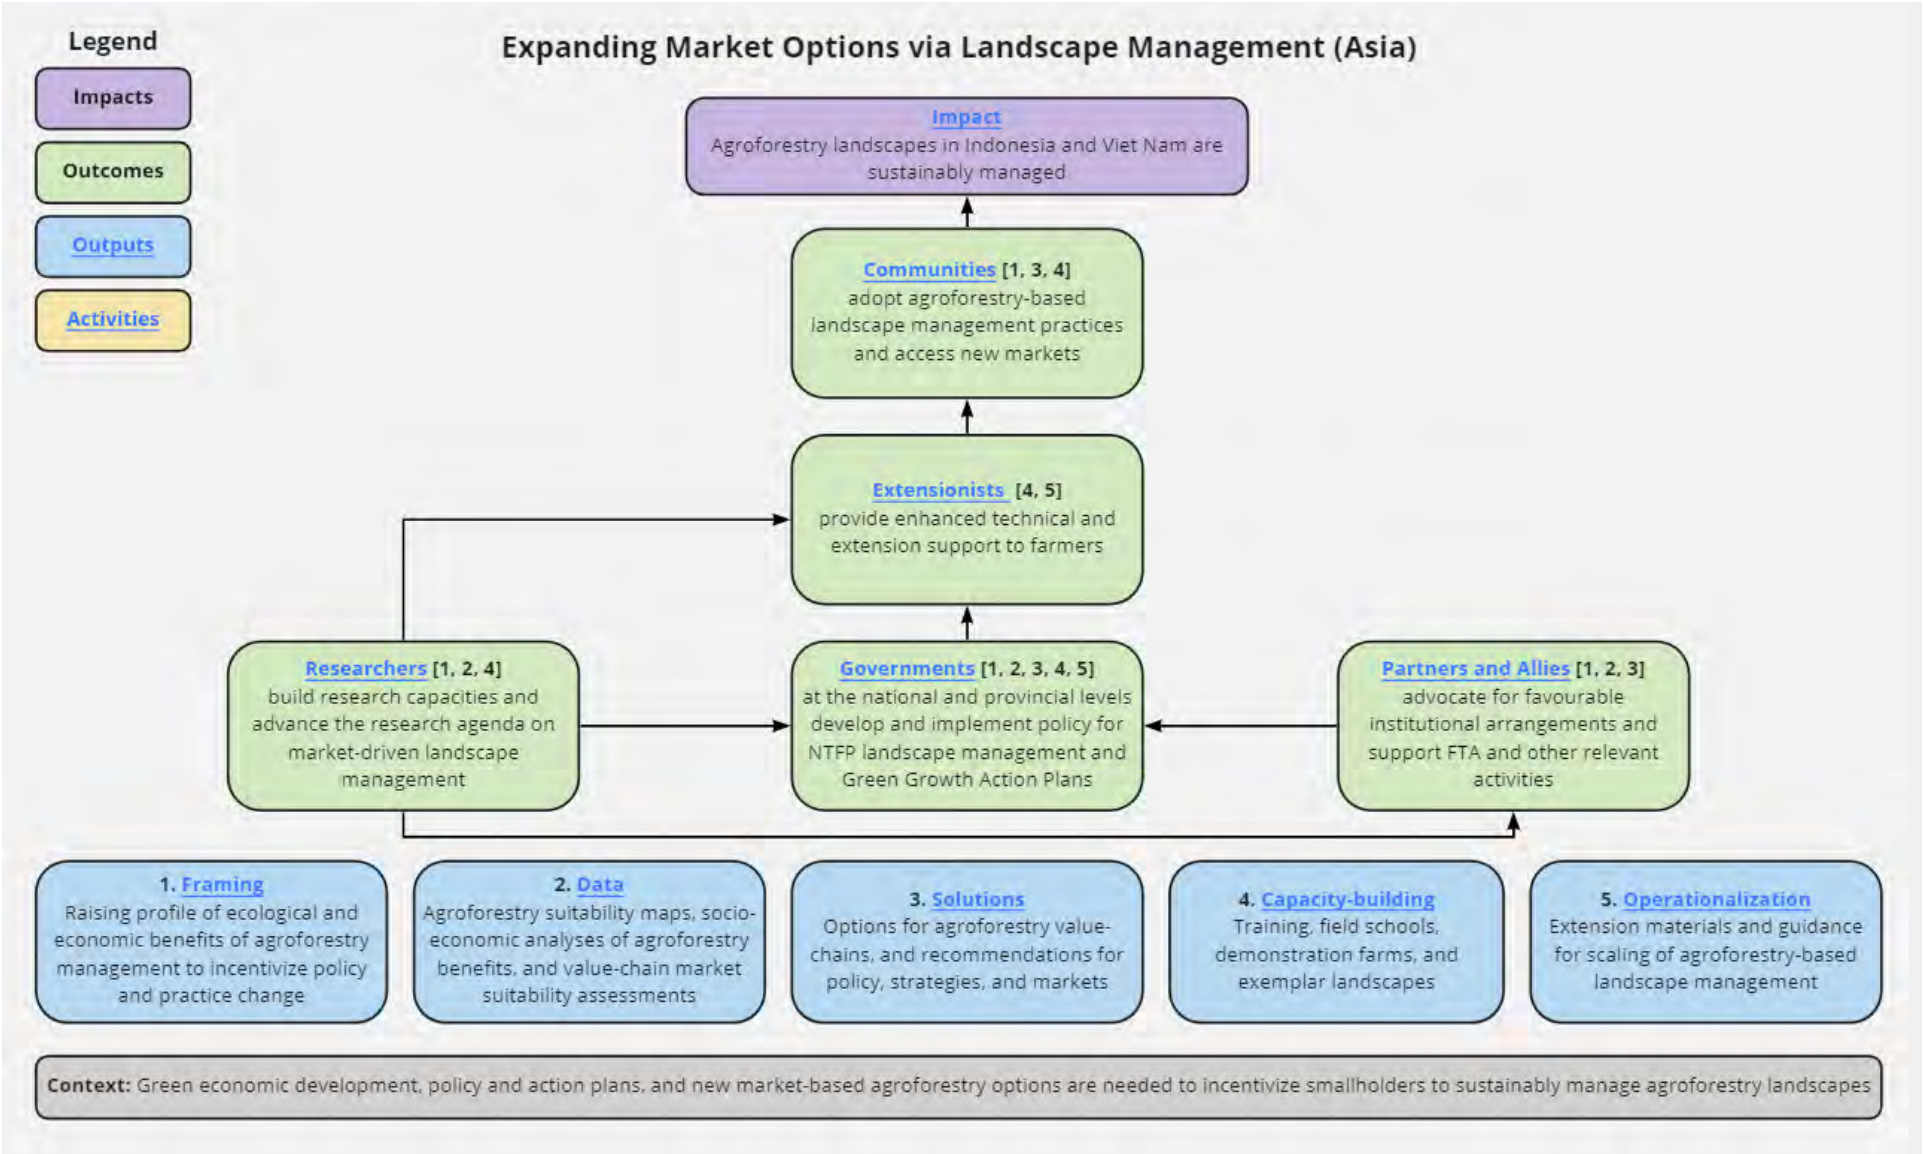 Legend
Impacts
Outcomes
Outputs
Activities
Expanding Market Options via Landscape Management (Asia)
Impact
Agroforestry landscapes in Indonesia and Viet Nam are
sustainably managed
Communities [1, 3, 4]
adopt agroforestry-based
landscape management practices
and access new markets
Extensionists [4, 5]
provide enhanced technical and
extension support to farmers
Researchers [1, 2, 4]
build research capacities and
advance the research agenda on
market-driven landscape
management
Governments [1, 2, 3, 4, 5]
at the national and provincial levels
develop and implement policy for
NTFP landscape management and
Green Growth Action Plans
Partners and Allies [1, 2, 3]
advocate for favourable
institutional arrangements and
support FTA and other relevant
activities
1. Framing
Raising profile of ecological and
economic benefits of agroforestry
management to incentivize policy
and practice change
2. Data
Agroforestry suitability maps, socio-
economic analyses of agroforestry
benefits, and value-chain market
suitability assessments
3. Solutions
Options for agroforestry value-
chains, and recommendations for
policy, strategies, and markets
4. Capacity-building
Training, field schools,
demonstration farms, and
exemplar landscapes
5. Operationalization
Extension materials and guidance
for scaling of agroforestry-based
landscape management
Context: Green economic development, policy and action plans, and new market-based agroforestry options are needed to incentivize smallholders to sustainably manage agroforestry landscapes